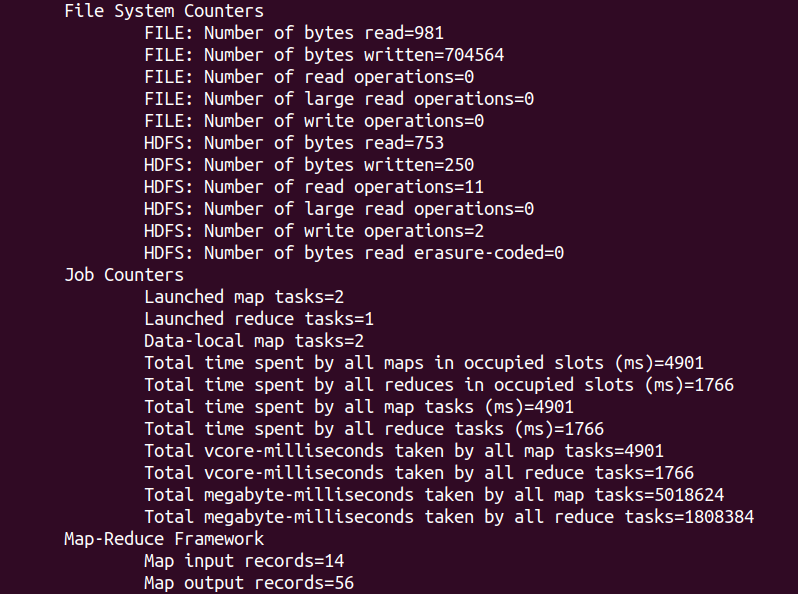 File System Counters
FILE: Number of bytes read=981
FILE: Number of bytes written=704564
FILE: Number of read operations=0
FILE: Number of large read operations=0
FILE: Number of write operations=0
HDFS: Number of bytes read=753
HDFS: Number of bytes written=250
HDFS: Number of read operations=11
HDFS: Number of large read operations=0
HDFS: Number of write operations=2
HDFS: Number of bytes read erasure-coded=0
Job Counters
Launched map tasks=2
Launched reduce tasks=1
Data-local map tasks=2
Total time spent by all maps in occupied slots (ms)=4901
Total time spent by all reduces in occupied slots (ms)=1766
Total time spent by all map tasks (ms)=4901
Total time spent by all reduce tasks (ms)=1766
Total vcore-milliseconds taken by all map tasks=4901
Total vcore-milliseconds taken by all reduce tasks=1766
Total megabyte-milliseconds taken by all map tasks=5018624
Total megabyte-milliseconds taken by all reduce tasks=1808384
Map-Reduce Framework
Map input records=14
Map output records=56